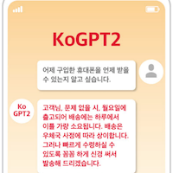 KoGPT2
어제 구입한 휴대폰을 언제 받을
수 있는지 알고 싶습니다.
Ko
GPT2
고객님, 문제 없을 시, 월요일에
출고되어 배송에는 하루에서
이틀 가량 소요됩니다. 배송은
우체국 사정에 따라 상이합니다.
그러나 빠르게 수령하실 수
있도록 꼼꼼 하게 신경 써서
발송해 드리겠습니다.